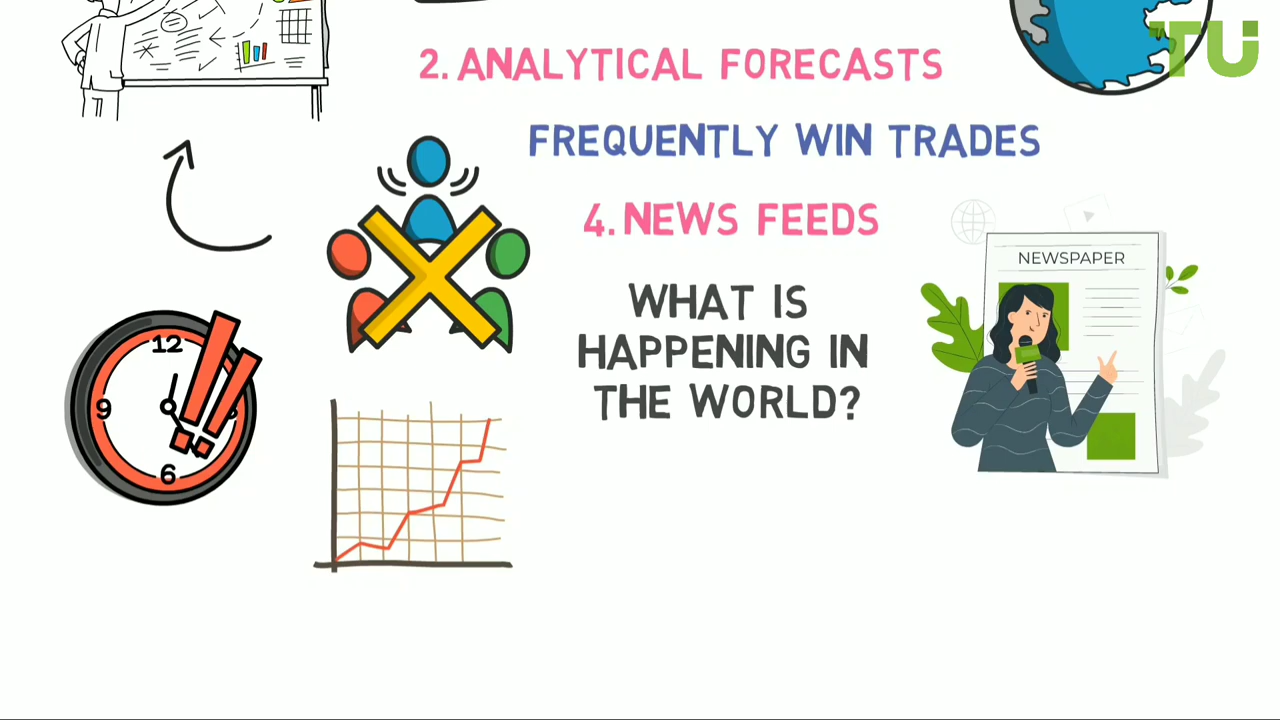 TU
2. ANALYTICAL FORECASTS
FREQUENTLY WIN TRADES
4. NEWS FEEDS
WHAT IS
HAPPENING IN
THE WORLD?
NEWSPAPER
12
9
6